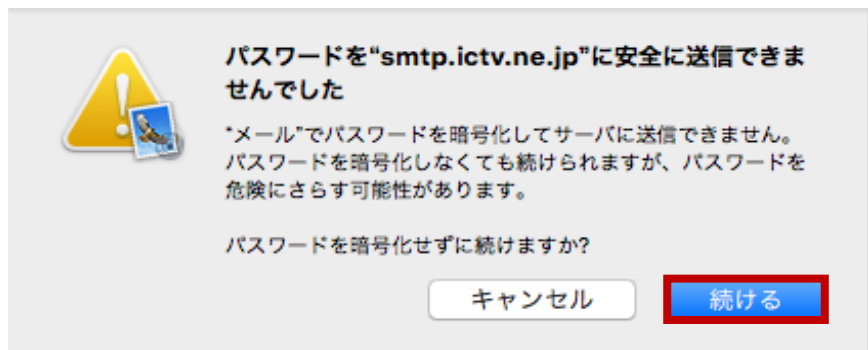 パスワードを“smtp.ictv.ne.jp”に安全に送信できま
せんでした
“メール”でパスワードを暗号化してサーバに送信できません。
パスワードを暗号化しなくても続けられますが、パスワードを
危険にさらす可能性があります。
パスワードを暗号化せずに続けますか?
キャンセル
続ける